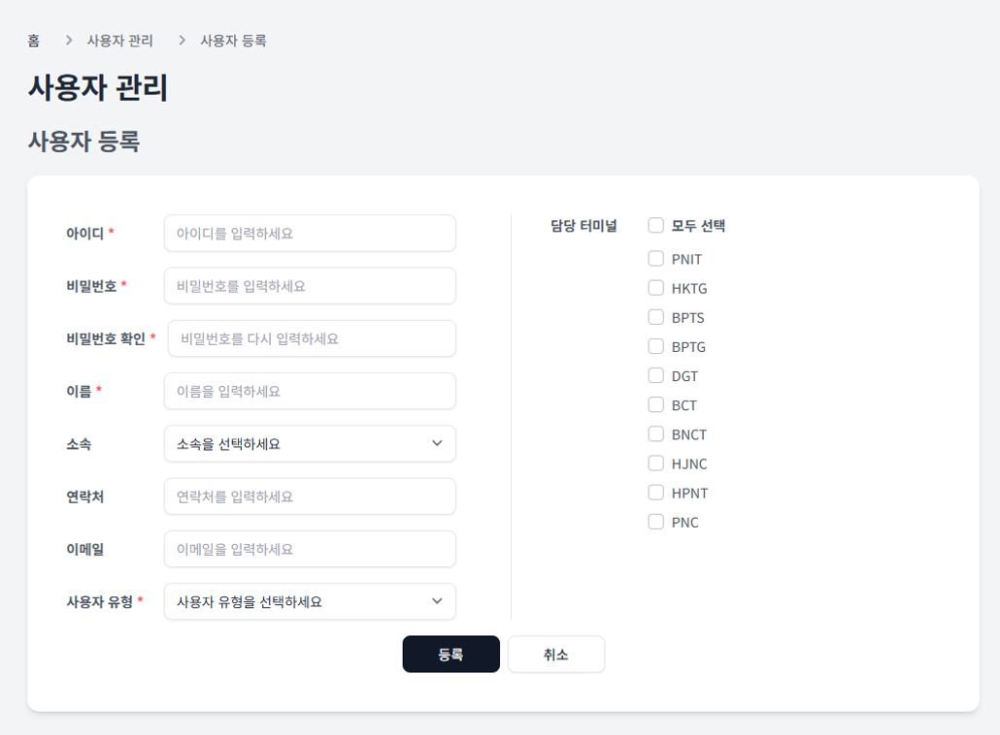 홈 > 사용자 관리 > 사용자 등록
사용자 관리
사용자 등록
아이디 * 아이디를 입력하세요
비밀번호 * 비밀번호를 입력하세요
비밀번호 확인 * 비밀번호를 다시 입력하세요
이름 * 이름을 입력하세요
소속 소속을 선택하세요
연락처 연락처를 입력하세요
이메일 이메일을 입력하세요
사용자 유형 * 사용자 유형을 선택하세요
담당 터미널 모두 선택
PNIT
HKTG
BPTS
BPTG
DGT
BCT
BNCT
HJNC
HPNT
PNC
등록 취소